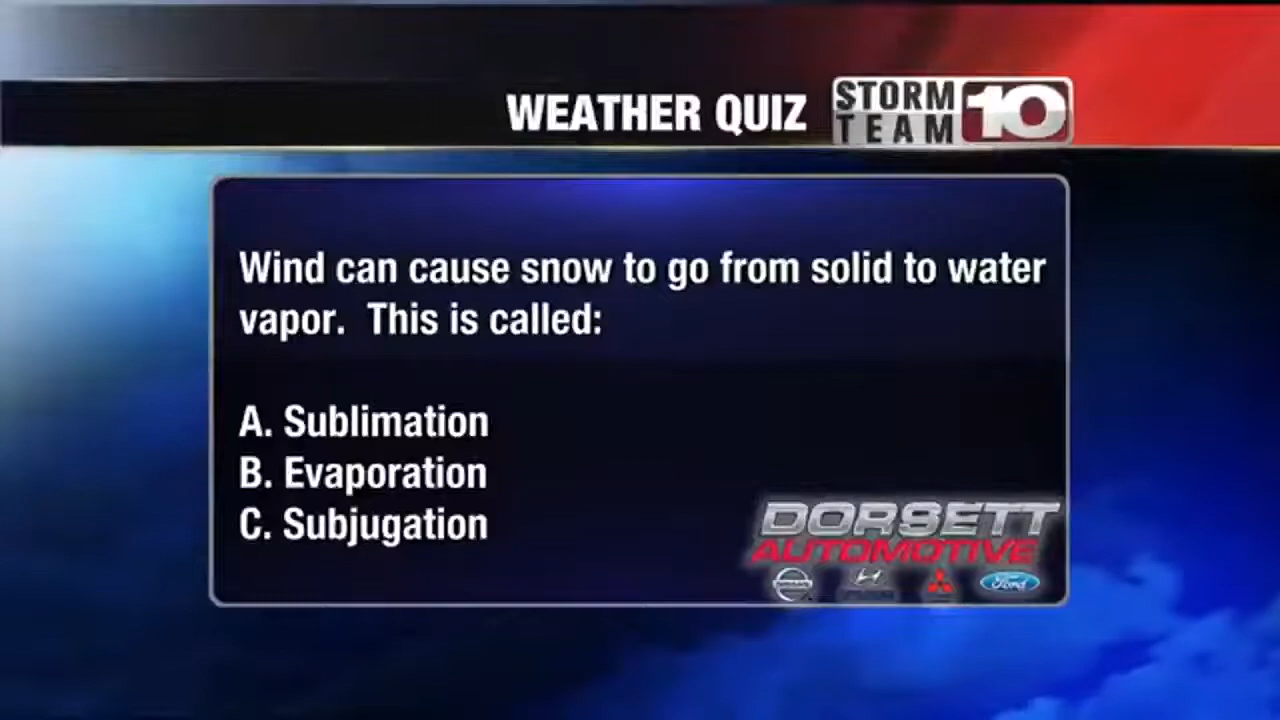 WEATHER QUIZ
STORM
TEAM
10
Wind can cause snow to go from solid to water
vapor.  This is called:
A. Sublimation
B. Evaporation
C. Subjugation
DORSETT
AUTOMOTIVE
Ford